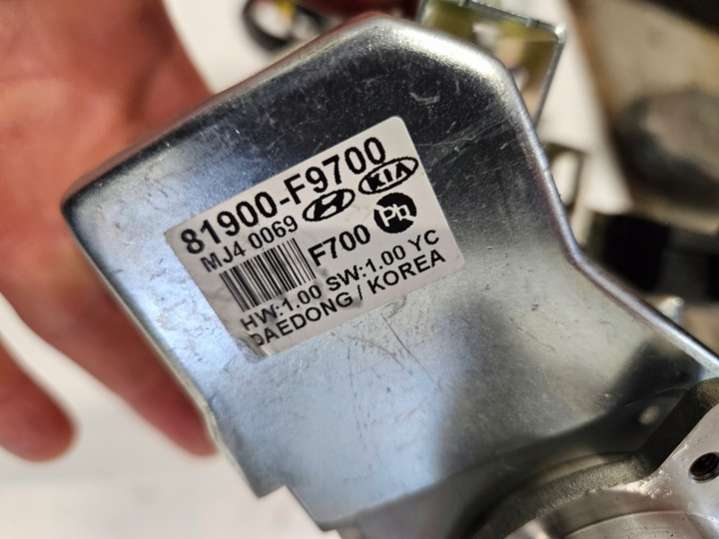 81900-F9700
MJ4 0069 H KIA
F700 Pb
HW:1.00 SW:1.00 YC
DAEDONG / KOREA